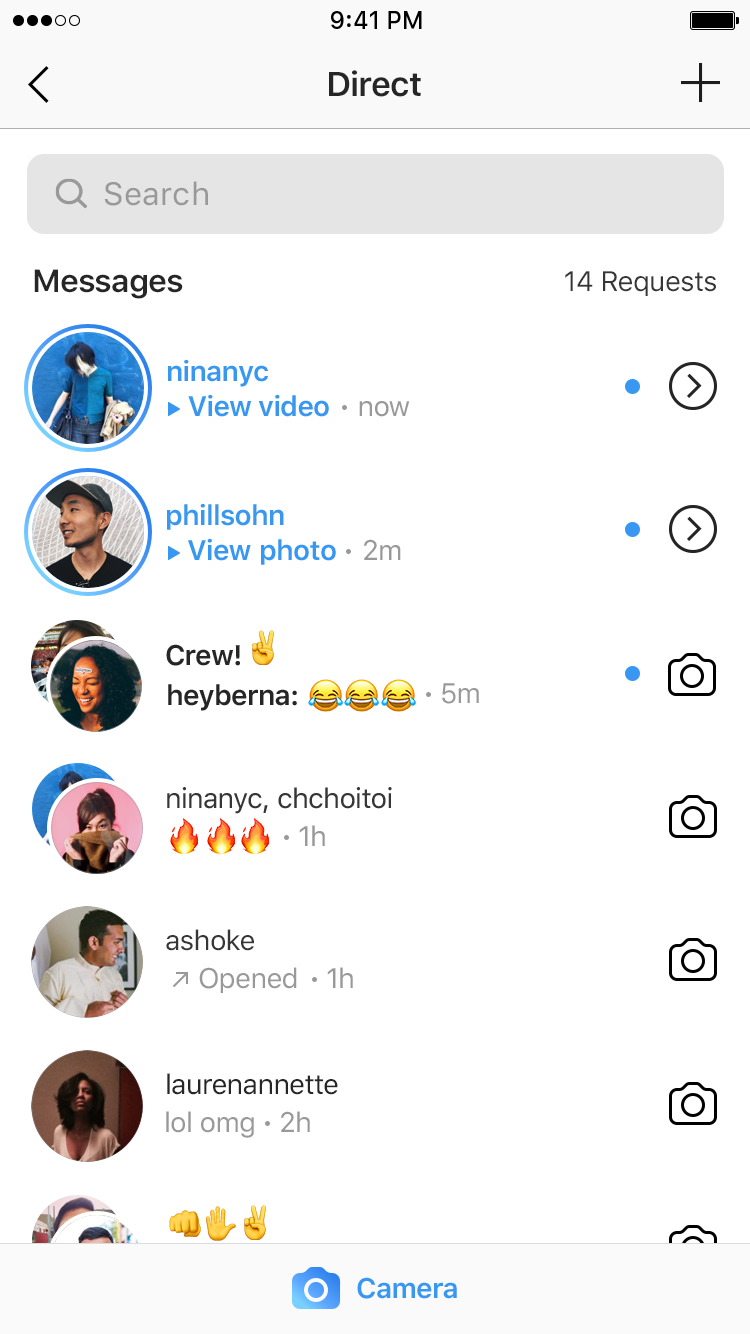 9:41 PM
Direct
Search
Messages 14 Requests
ninanyc
View video • now
phillsohn
View photo • 2m
Crew! ✌️
heyberna: 😂😂😂 • 5m
ninanyc, chchoitoi
🔥🔥🔥 • 1h
ashoke
↗ Opened • 1h
laurenannette
lol omg • 2h
👊✋✌️
Camera